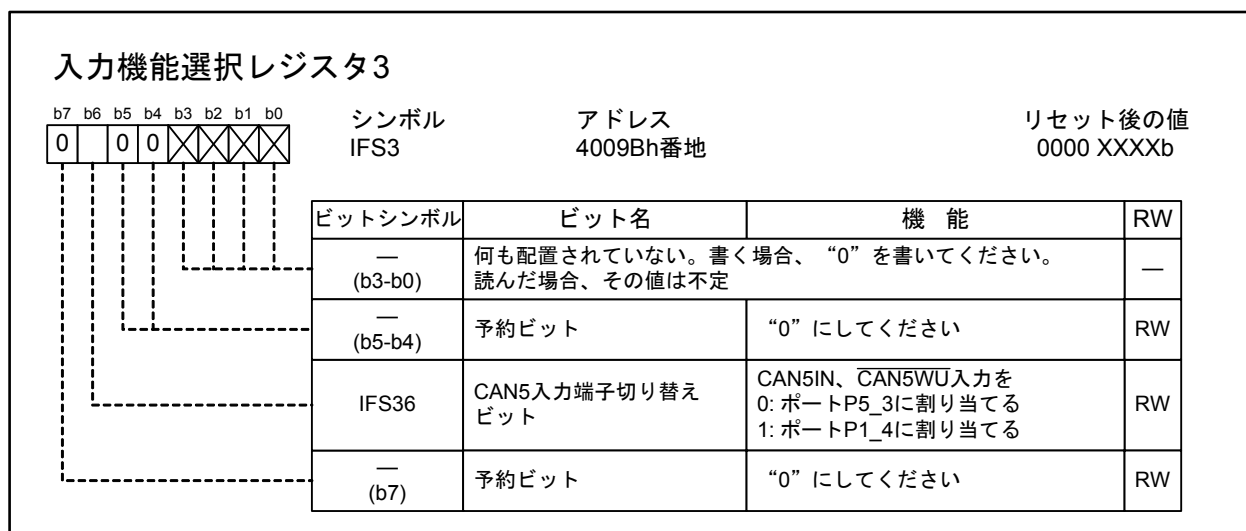 入力機能選択レジスタ3
b7 b6 b5 b4 b3 b2 b1 b0
0 0 0
シンボル アドレス リセット後の値
IFS3 4009Bh番地 0000 XXXXb
ビットシンボル ビット名 機 能 RW
—
(b3-b0)
何も配置されていない。書く場合、“0”を書いてください。
読んだ場合、その値は不定
—
—
(b5-b4)
予約ビット
“0”にしてください
RW
IFS36
CAN5入力端子切り替え
ビット
CAN5IN、CAN5WU入力を
0: ポートP5_3に割り当てる
1: ポートP1_4に割り当てる
RW
—
(b7)
予約ビット
“0”にしてください
RW